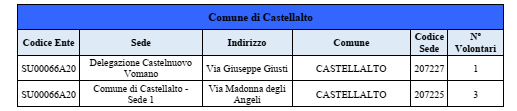 Comune di Castellalto
Codice Ente Sede Indirizzo Comune Codice Sede N° Volontari
SU00066A20 Delegazione Castelnuovo Vomano Via Giuseppe Giusti CASTELLALTO 207227 1
SU00066A20 Comune di Castellalto - Sede 1 Via Madonna degli Angeli CASTELLALTO 207225 3